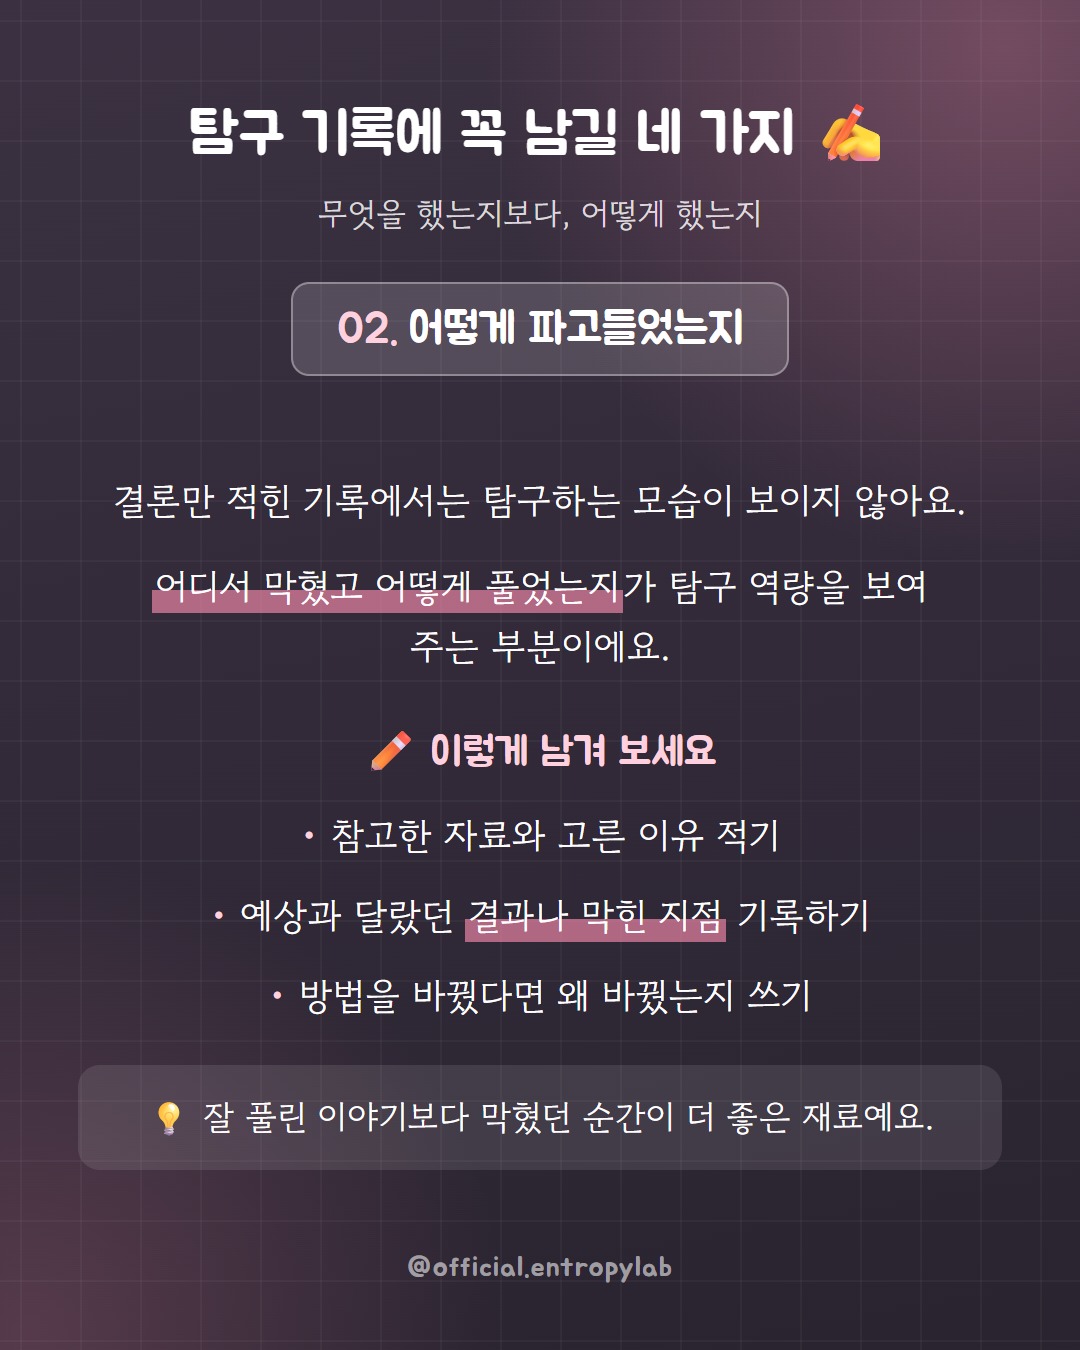 탐구 기록에 꼭 남길 네 가지 ✍️
무엇을 했는지보다, 어떻게 했는지
02. 어떻게 파고들었는지
결론만 적힌 기록에서는 탐구하는 모습이 보이지 않아요.
어디서 막혔고 어떻게 풀었는지가 탐구 역량을 보여
주는 부분이에요.
✏️ 이렇게 남겨 보세요
• 참고한 자료와 고른 이유 적기
• 예상과 달랐던 결과나 막힌 지점 기록하기
• 방법을 바꿨다면 왜 바꿨는지 쓰기
💡 잘 풀린 이야기보다 막혔던 순간이 더 좋은 재료예요.
@official.entropylab